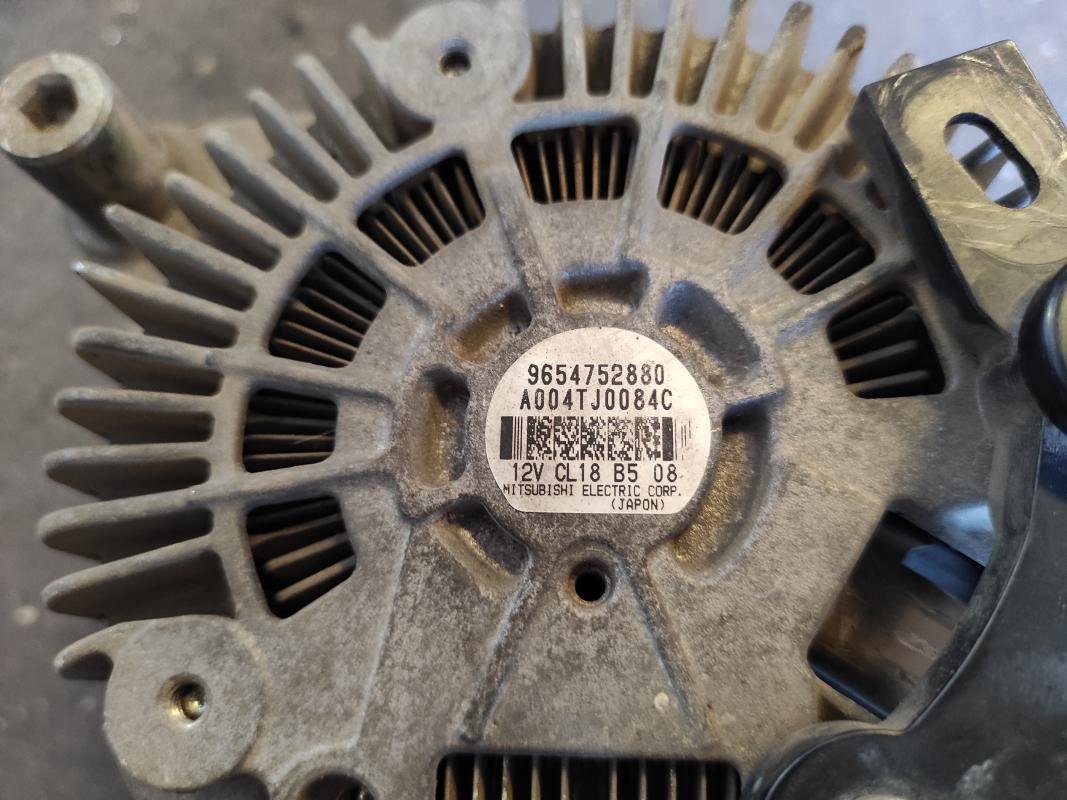 9654752880
A004TJ0084C
12V CL18 B5 08
MITSUBISHI ELECTRIC CORP.
(JAPON)